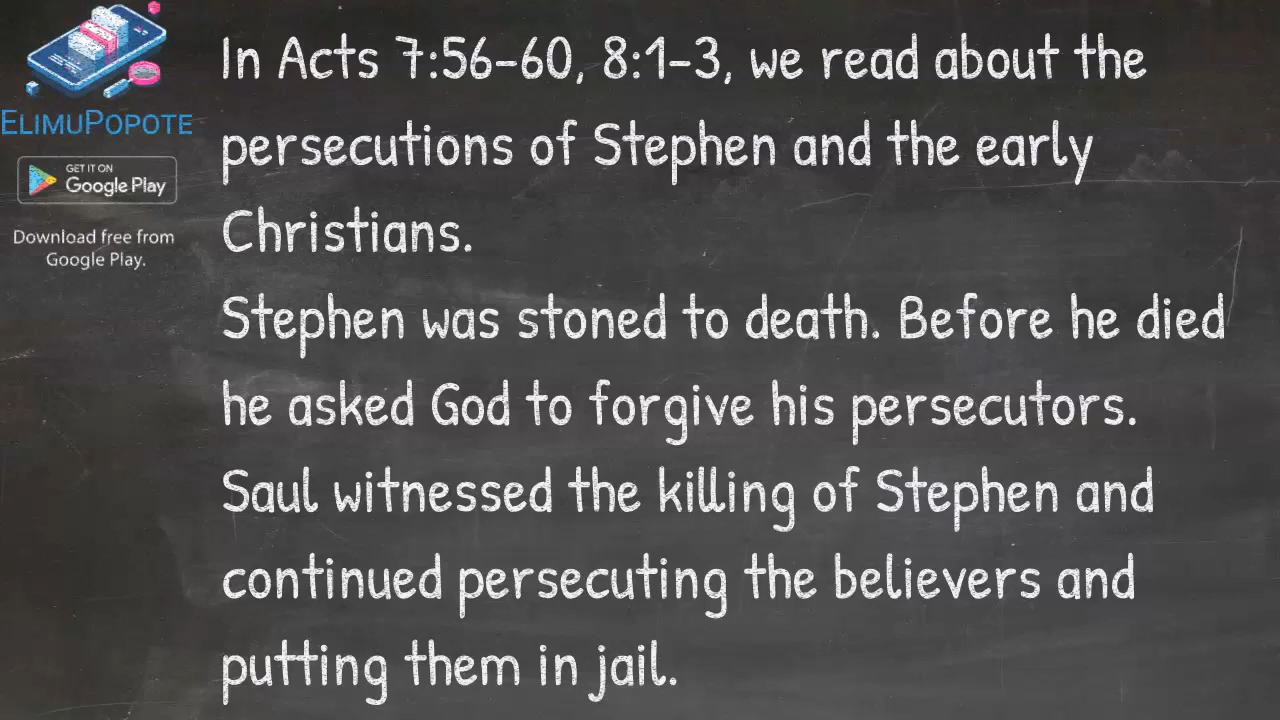 ELIMUPOPOTE
GET IT ON
Google Play
Download free from
Google Play.
In Acts 7:56-60, 8:1-3, we read about the
persecutions of Stephen and the early
Christians.
Stephen was stoned to death. Before he died
he asked God to forgive his persecutors.
Saul witnessed the killing of Stephen and
continued persecuting the believers and
putting them in jail.